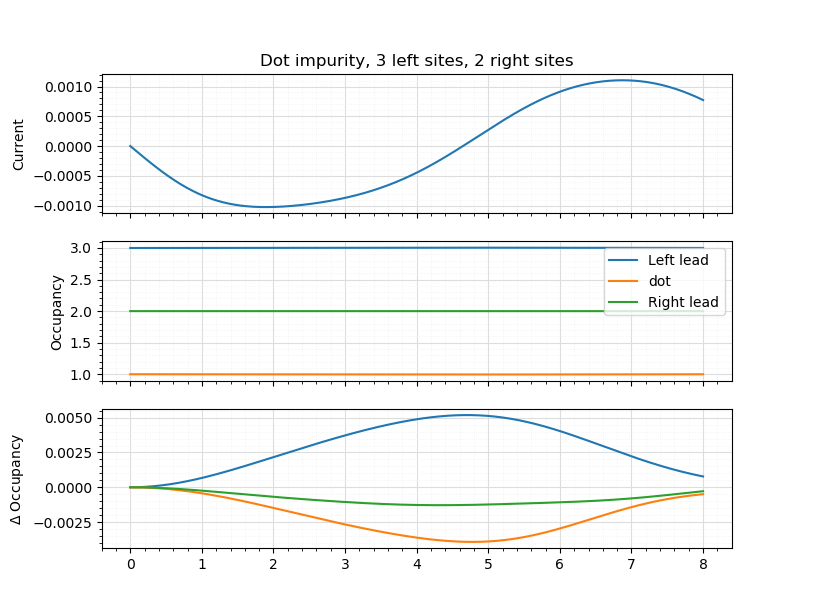 Dot impurity, 3 left sites, 2 right sites
Current
0.0010
0.0005
0.0000
−0.0005
−0.0010
Occupancy
3.0
2.5
2.0
1.5
1.0
Left lead
dot
Right lead
Δ Occupancy
0.0050
0.0025
0.0000
−0.0025
0 1 2 3 4 5 6 7 8